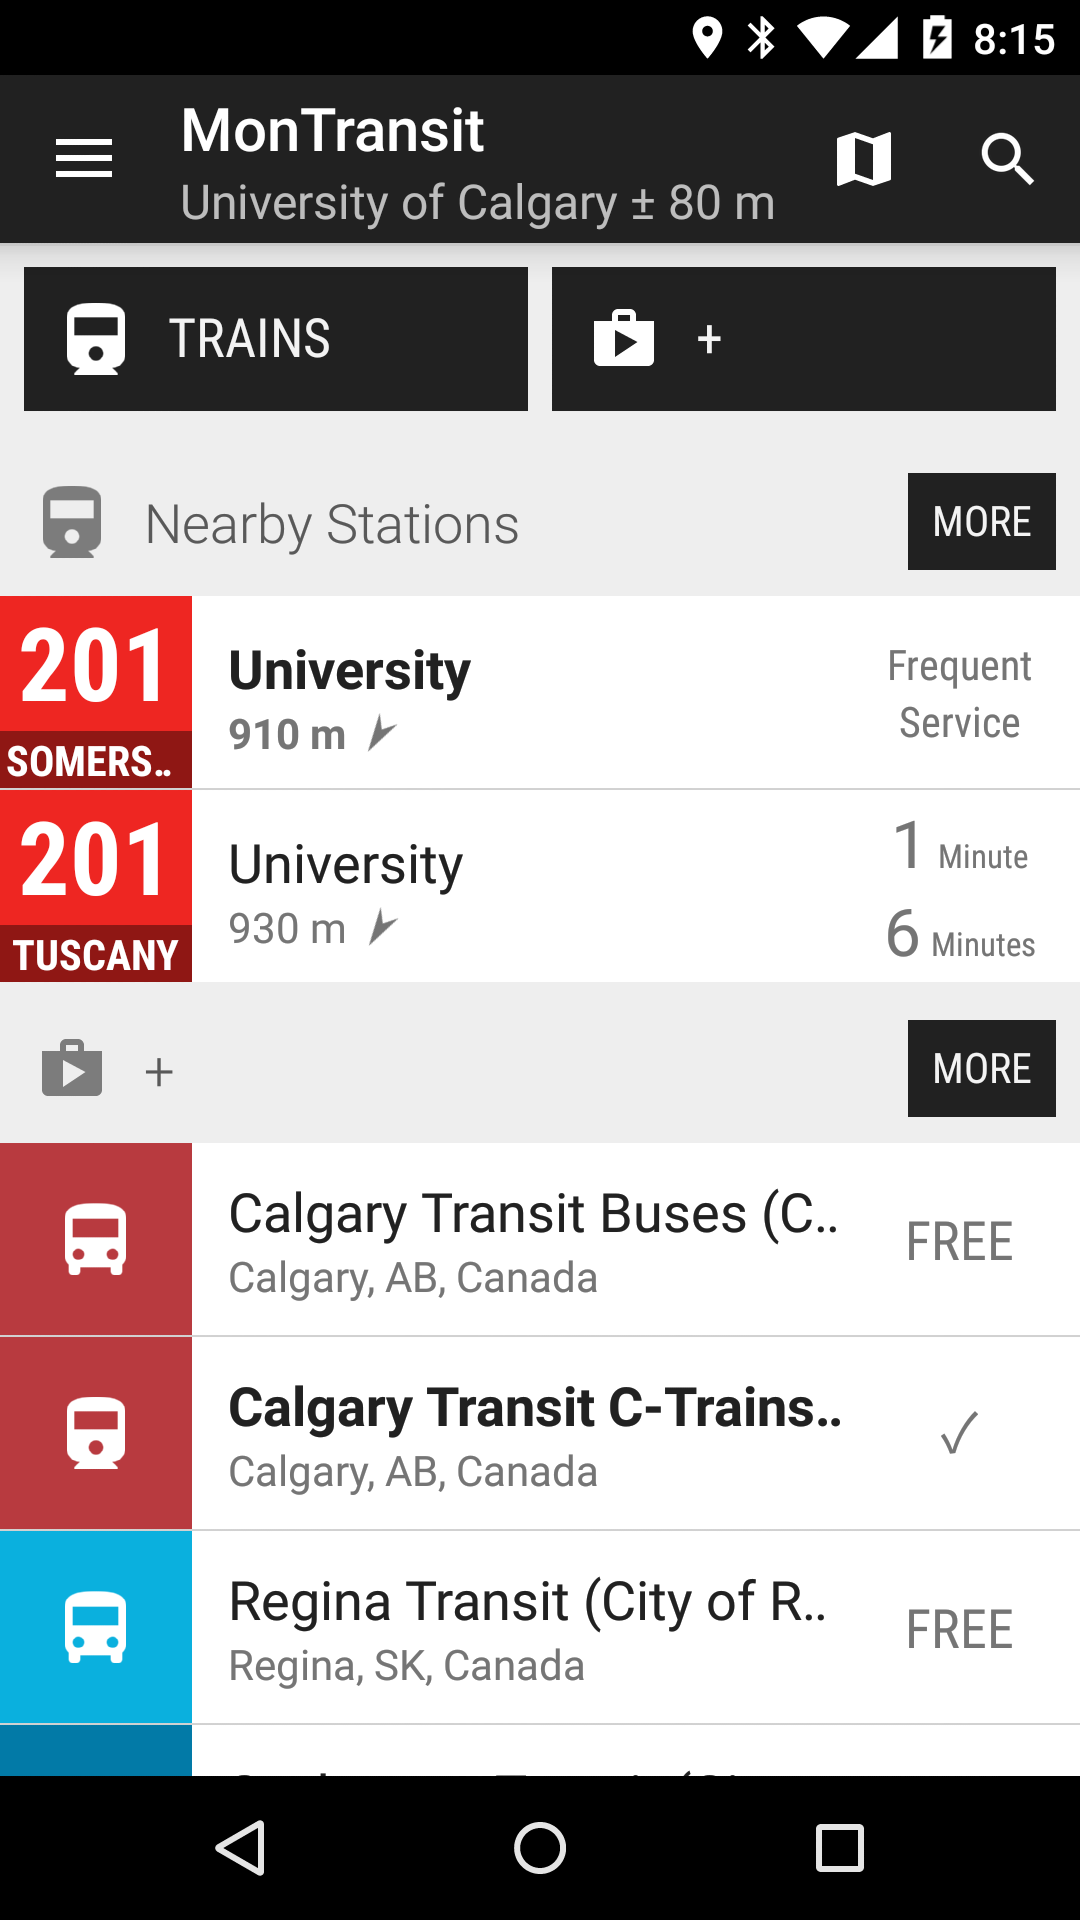 8:15
MonTransit
University of Calgary ± 80 m
TRAINS
+
Nearby Stations
MORE
201
SOMERS..
University
910 m
Frequent
Service
201
TUSCANY
University
930 m
1 Minute
6 Minutes
+
MORE
Calgary Transit Buses (C..
Calgary, AB, Canada
FREE
Calgary Transit C-Trains..
Calgary, AB, Canada
✓
Regina Transit (City of R..
Regina, SK, Canada
FREE